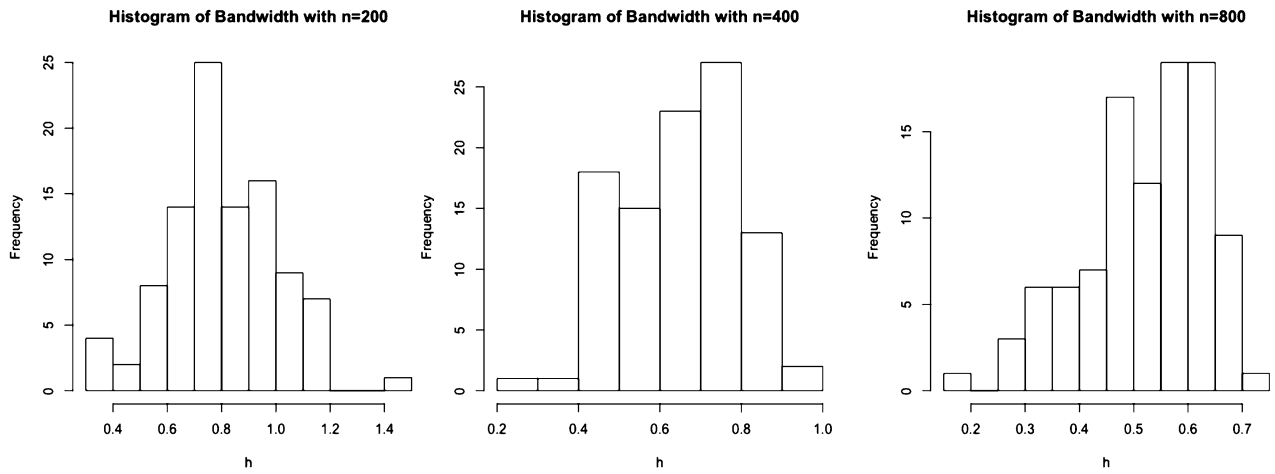 Histogram of Bandwidth with n=200
Frequency
0
5
10
15
20
25
0.4 0.6 0.8 1.0 1.2 1.4
h
Histogram of Bandwidth with n=400
Frequency
0
5
10
15
20
25
0.2 0.4 0.6 0.8 1.0
h
Histogram of Bandwidth with n=800
Frequency
0
5
10
15
0.2 0.3 0.4 0.5 0.6 0.7
h